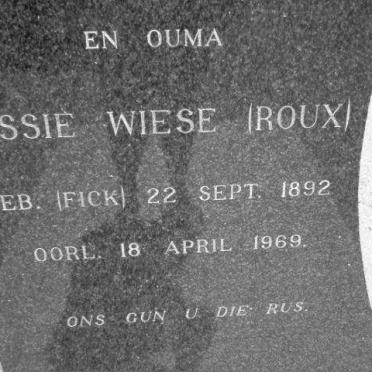 EN OUMA
SSIE WIESE (ROUX)
EB. (FICK) 22 SEPT. 1892
OORL. 18 APRIL 1969.
ONS GUN U DIE RUS.